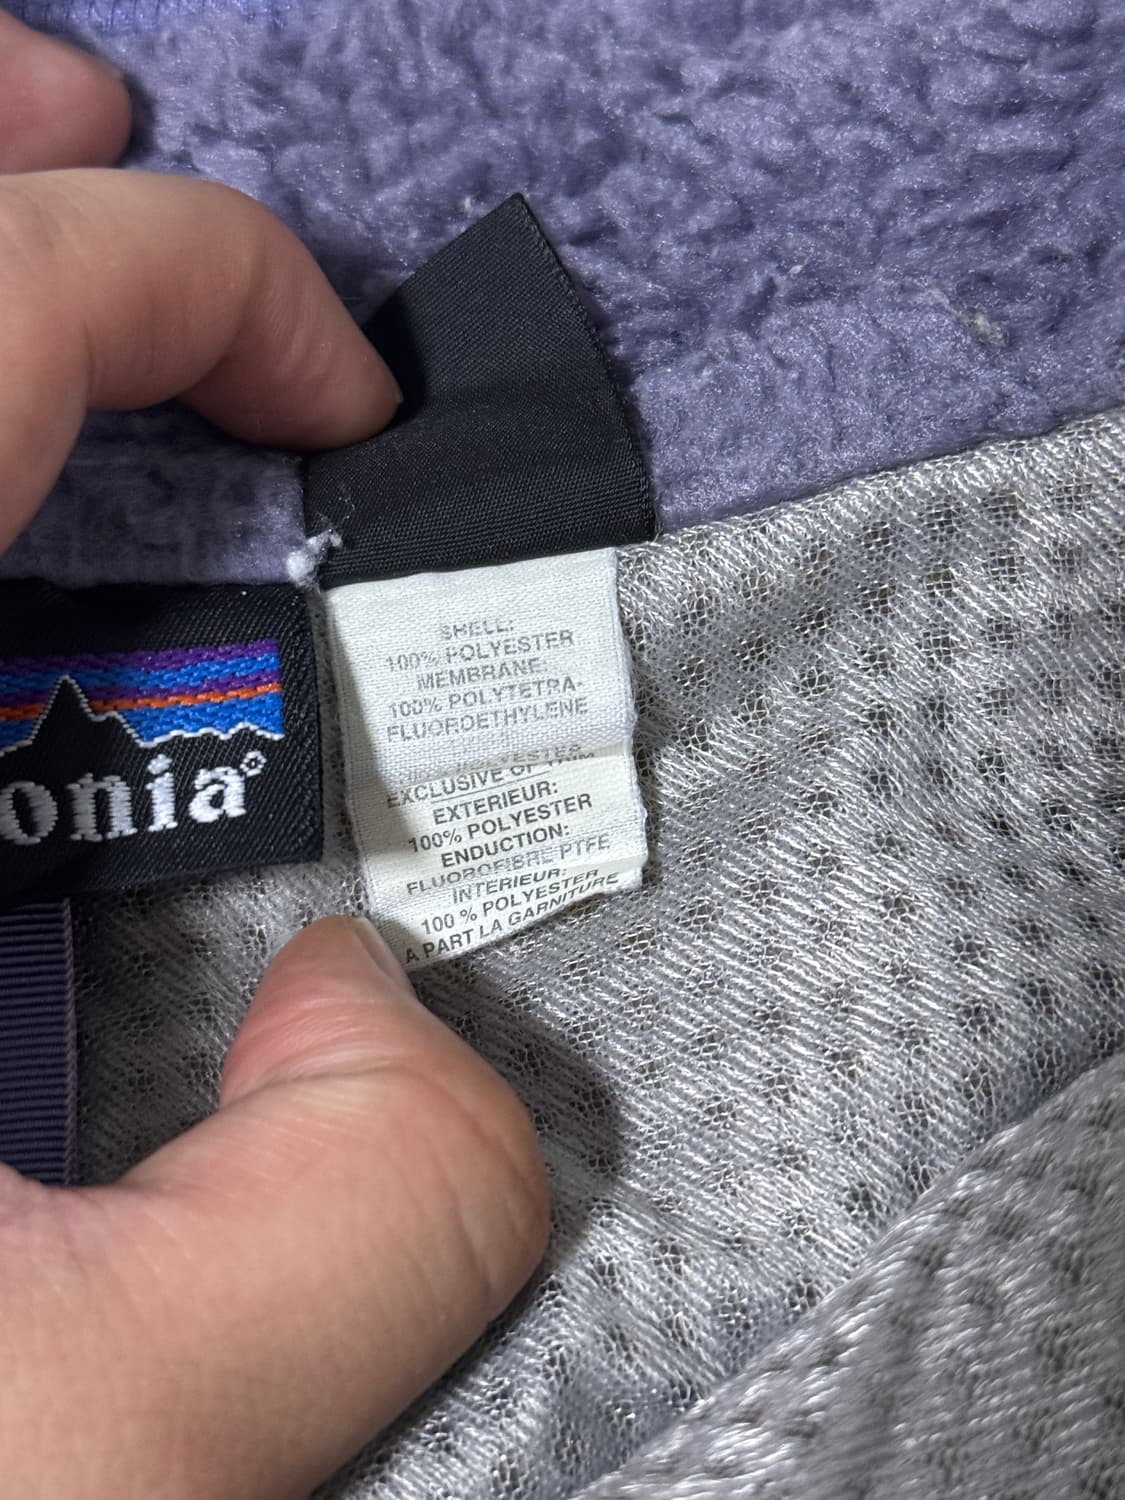 onia®
SHELL:
100% POLYESTER
MEMBRANE:
100% POLYTETRA-
FLUOROETHYLENE
EXCLUSIVE OF TRIM
EXTERIEUR:
100% POLYESTER
ENDUCTION:
FLUOROFIBRE PTFE
INTERIEUR:
100 % POLYESTER
A PART LA GARNITURE